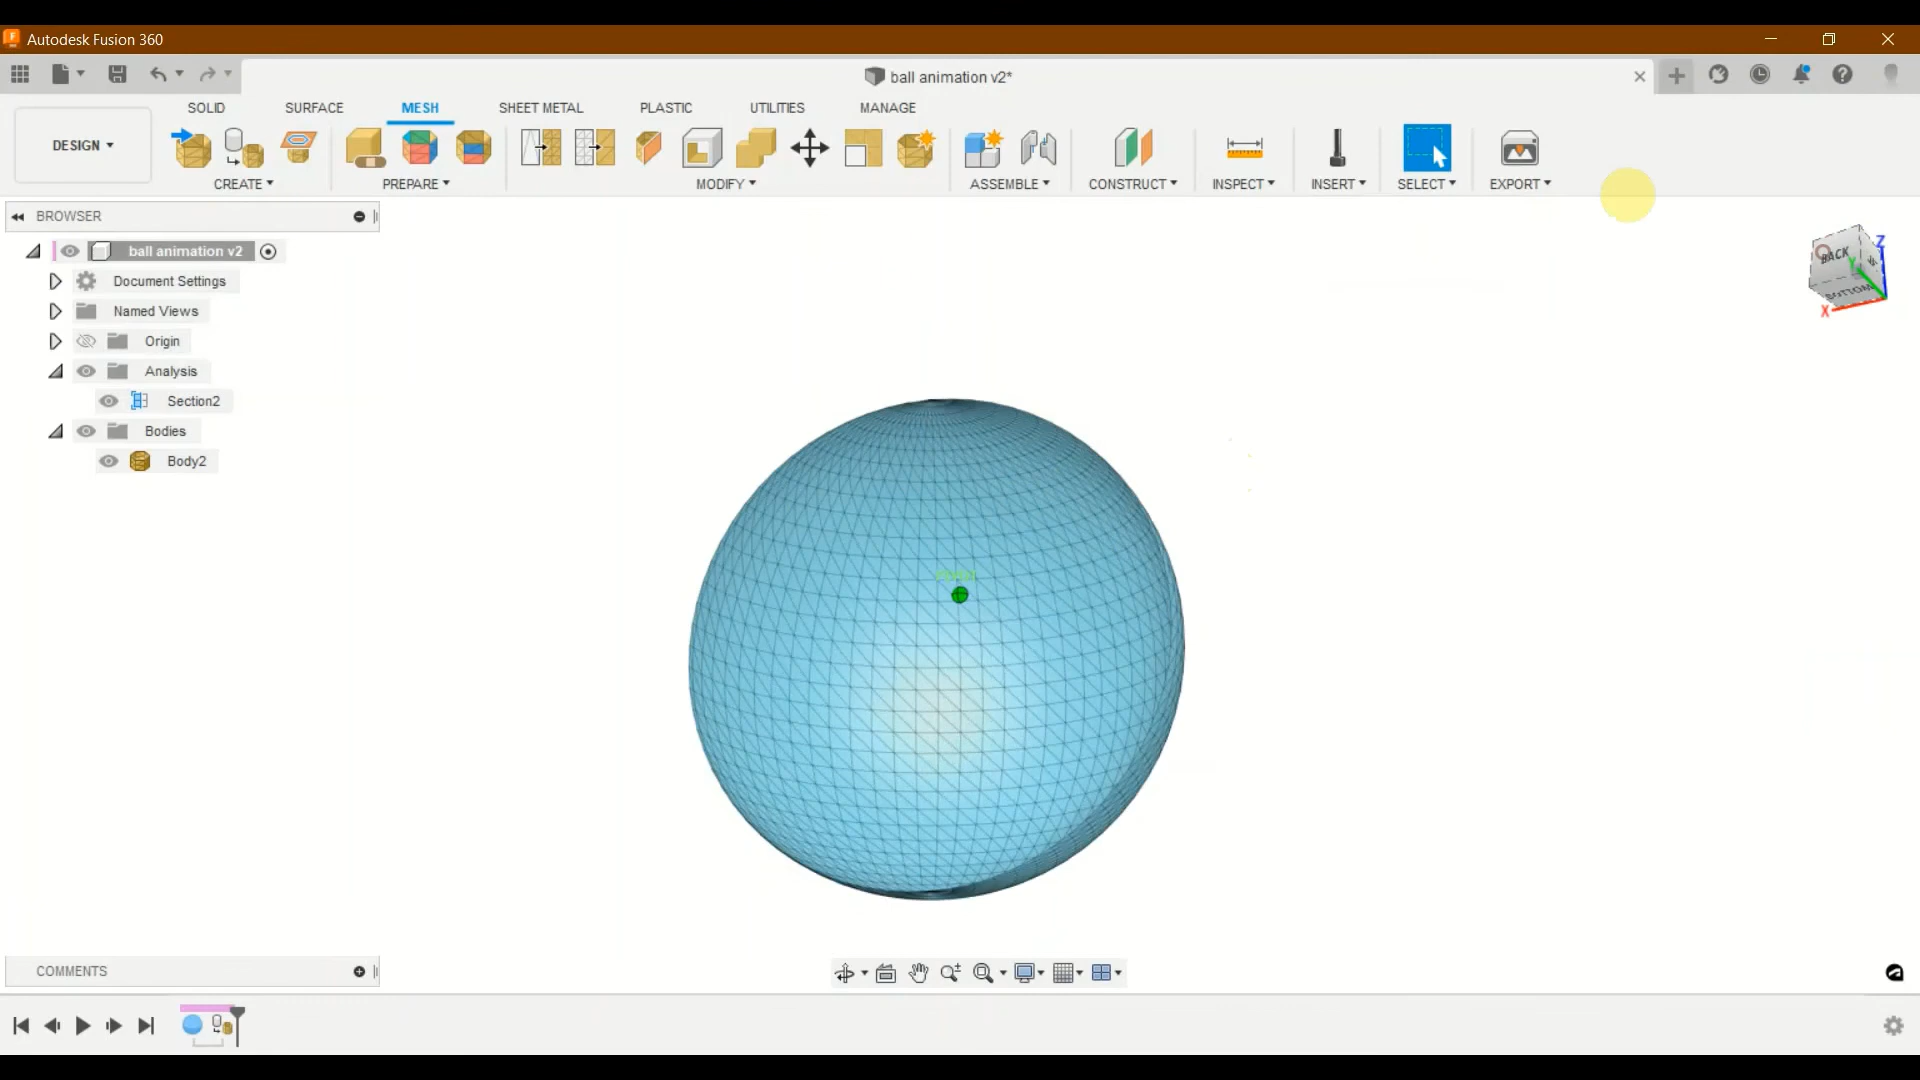 Autodesk Fusion 360
ball animation v2*
SOLID SURFACE MESH SHEET METAL PLASTIC UTILITIES MANAGE
DESIGN
CREATE PREPARE MODIFY ASSEMBLE CONSTRUCT INSPECT INSERT SELECT EXPORT
BROWSER
ball animation v2
Document Settings
Named Views
Origin
Analysis
Section2
Bodies
Body2
BACK
BOTTOM
Z
Y
X
COMMENTS